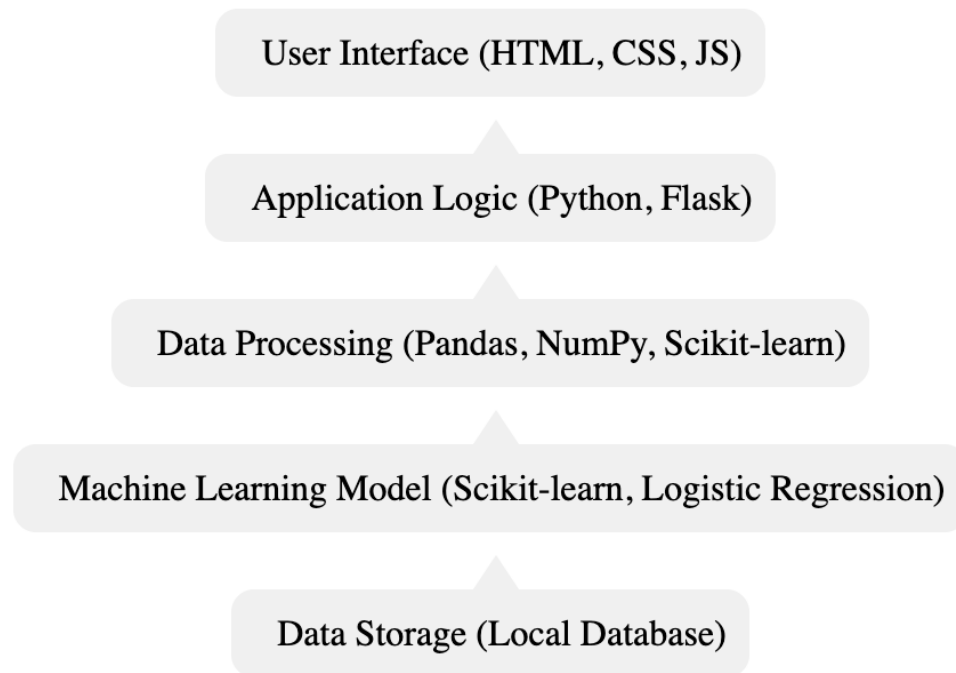 User Interface (HTML, CSS, JS)
Application Logic (Python, Flask)
Data Processing (Pandas, NumPy, Scikit-learn)
Machine Learning Model (Scikit-learn, Logistic Regression)
Data Storage (Local Database)